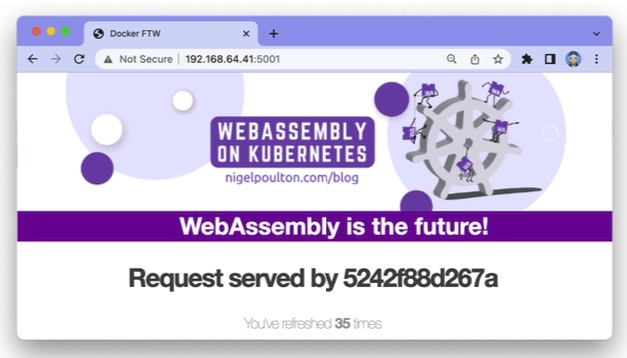 Docker FTW
Not Secure | 192.168.64.41:5001
WEBASSEMBLY
ON KUBERNETES
nigelpoulton.com/blog
WebAssembly is the future!
Request served by 5242f88d267a
You've refreshed 35 times